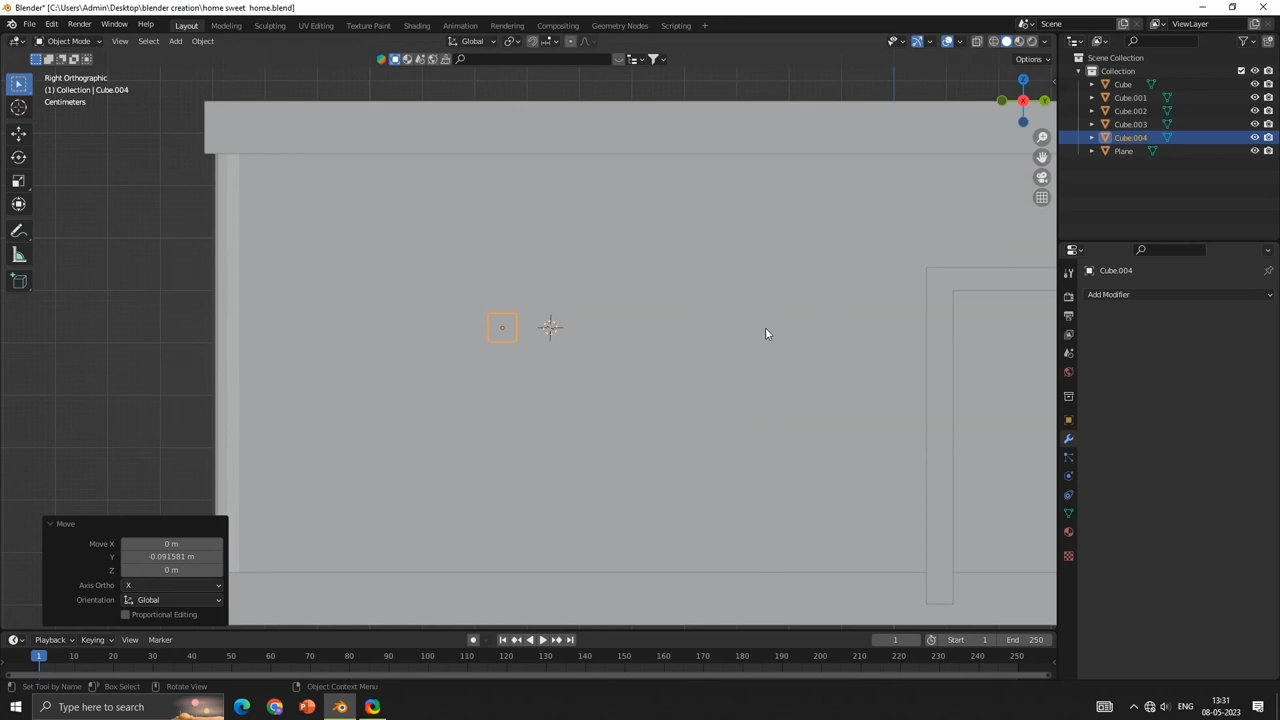 Blender* [C:\Users\Admin\Desktop\blender creation\home sweet home.blend]
File Edit Render Window Help Layout Modeling Sculpting UV Editing Texture Paint Shading Animation Rendering Compositing Geometry Nodes Scripting + Scene ViewLayer
Object Mode View Select Add Object Global
Options
Right Orthographic
(1) Collection | Cube.004
Centimeters
Z
X
Y
Scene Collection
Collection
Cube
Cube.001
Cube.002
Cube.003
Cube.004
Plane
Cube.004
Add Modifier
Move
Move X 0 m
Y -0.091581 m
Z 0 m
Axis Ortho X
Orientation Global
Proportional Editing
Playback Keying View Marker 1 Start 1 End 250
1 10 20 30 40 50 60 70 80 90 100 110 120 130 140 150 160 170 180 190 200 210 220 230 240 250
Set Tool by Name Box Select Rotate View Object Context Menu
Type here to search
ENG
13:31
08-05-2023